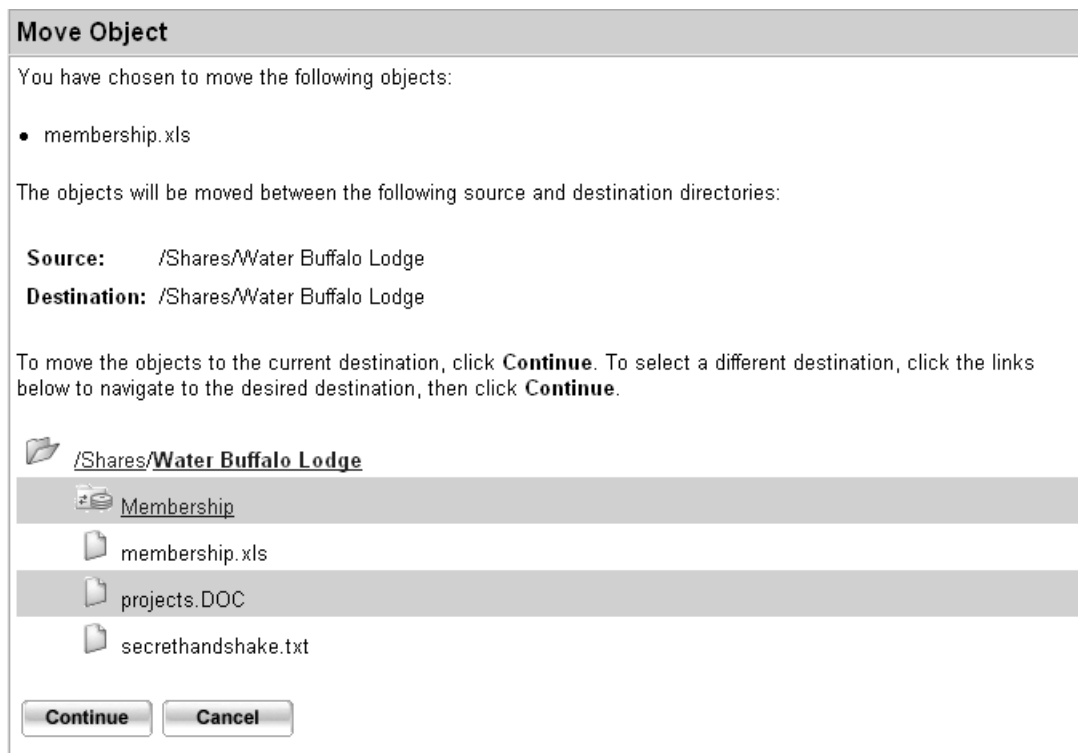 Move Object
You have chosen to move the following objects:
• membership.xls
The objects will be moved between the following source and destination directories:
Source: /Shares/Water Buffalo Lodge
Destination: /Shares/Water Buffalo Lodge
To move the objects to the current destination, click Continue. To select a different destination, click the links
below to navigate to the desired destination, then click Continue.
/Shares/Water Buffalo Lodge
Membership
membership.xls
projects.DOC
secrethandshake.txt
Continue Cancel